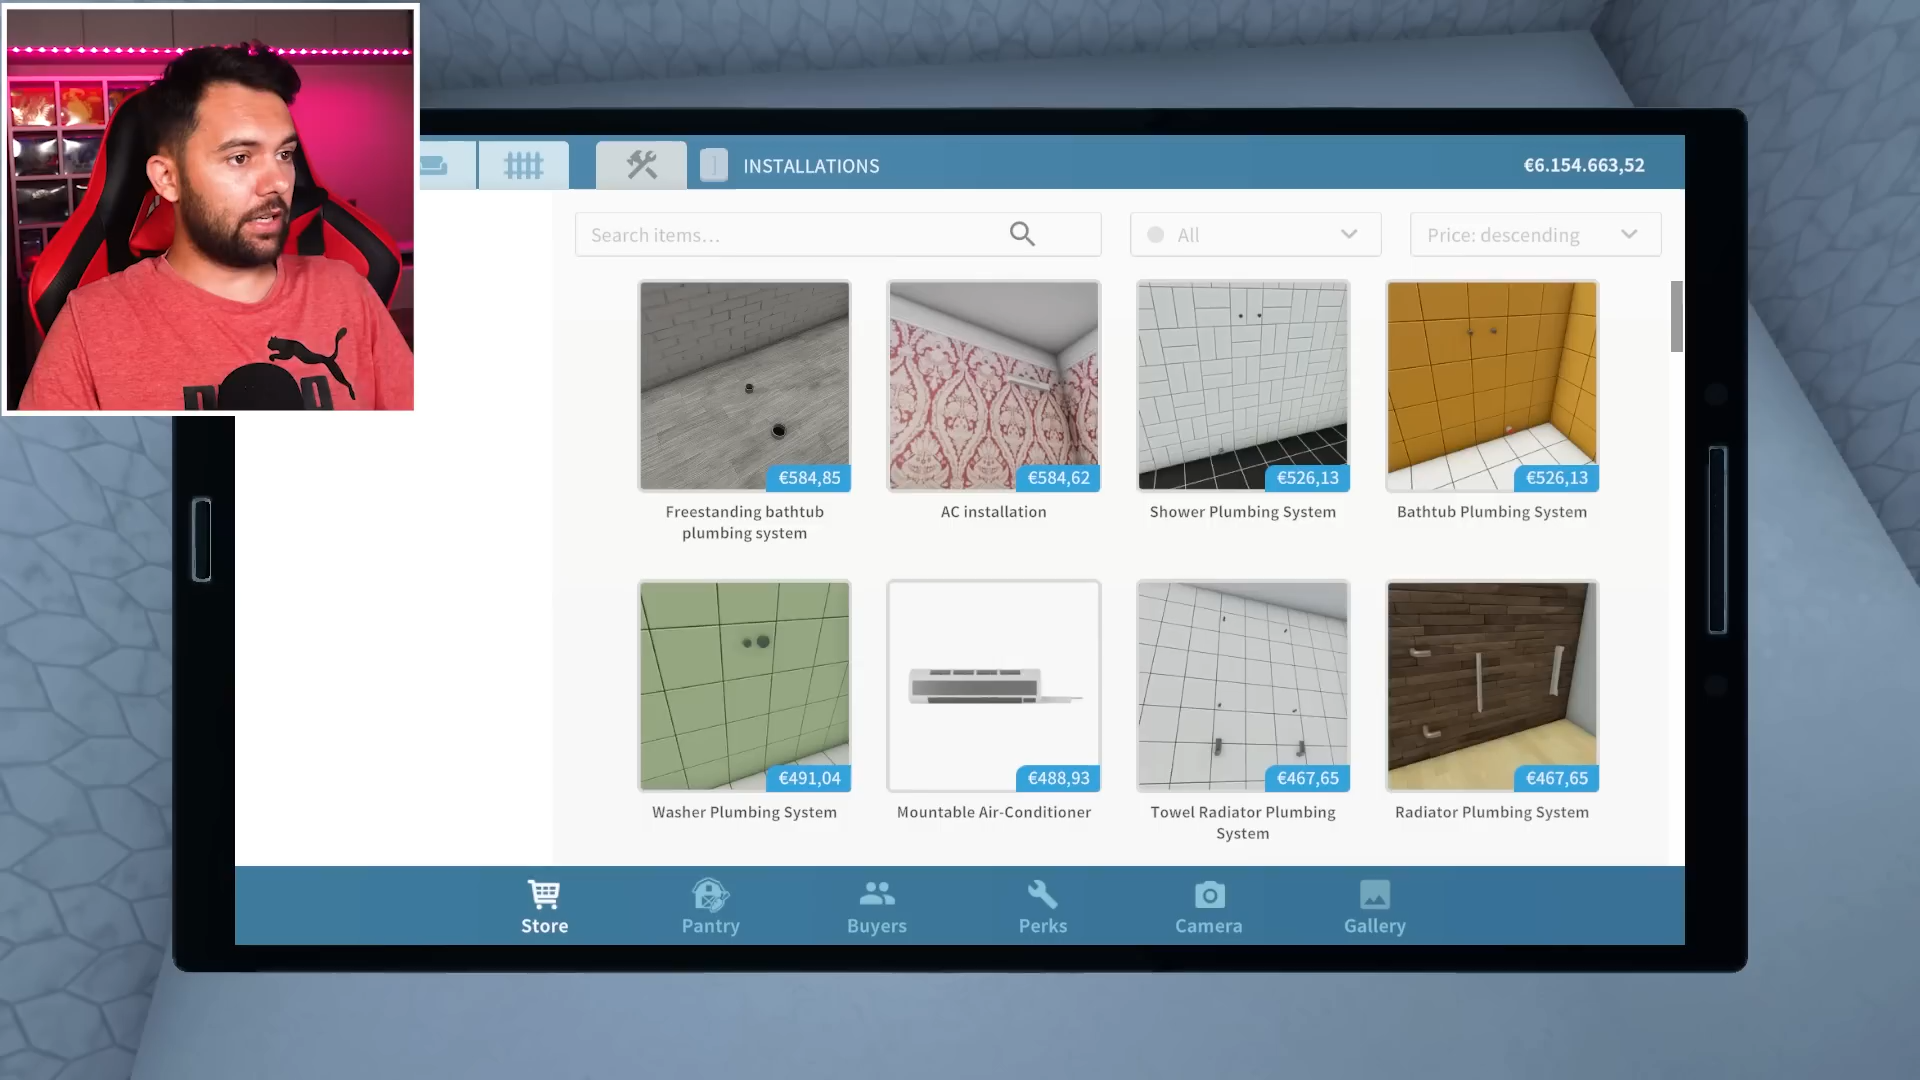 INSTALLATIONS
€6.154.663,52
Search items...
All
Price: descending
€584,85
€584,62
€526,13
€526,13
Freestanding bathtub
plumbing system
AC installation
Shower Plumbing System
Bathtub Plumbing System
€491,04
€488,93
€467,65
€467,65
Washer Plumbing System
Mountable Air-Conditioner
Towel Radiator Plumbing
System
Radiator Plumbing System
Store
Pantry
Buyers
Perks
Camera
Gallery